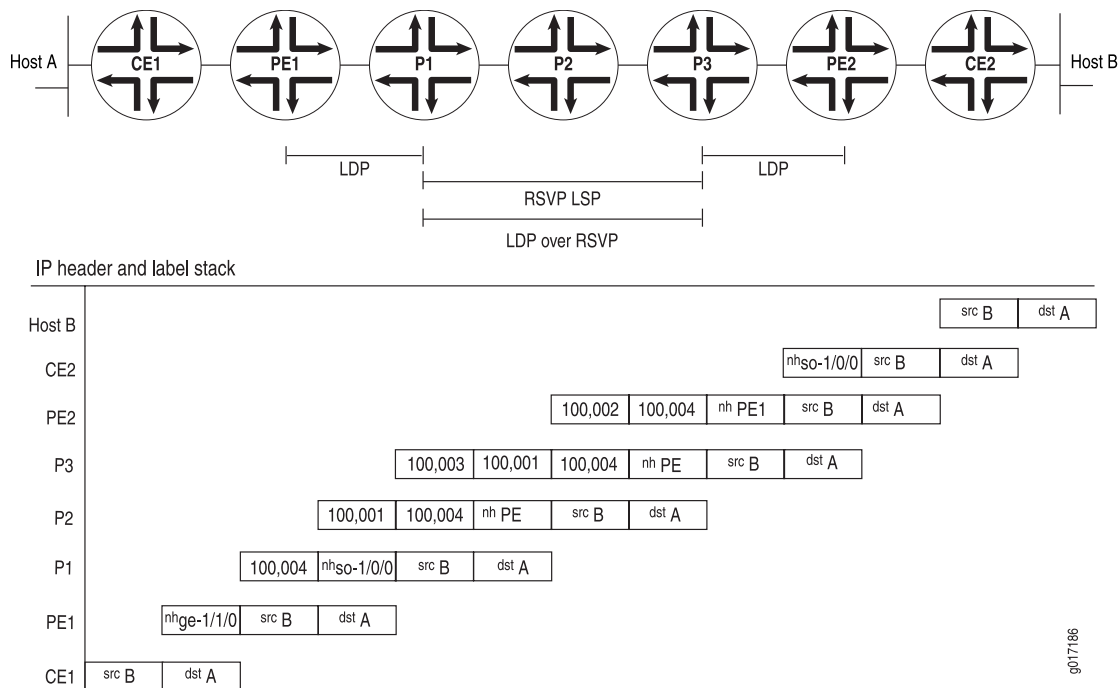 Host A CE1 PE1 P1 P2 P3 PE2 CE2 Host B
LDP LDP
RSVP LSP
LDP over RSVP
IP header and label stack
Host B src B dst A
CE2 nhso-1/0/0 src B dst A
PE2 100,002 100,004 nh PE1 src B dst A
P3 100,003 100,001 100,004 nh PE src B dst A
P2 100,001 100,004 nh PE src B dst A
P1 100,004 nhso-1/0/0 src B dst A
PE1 nhge-1/1/0 src B dst A
CE1 src B dst A
g017186